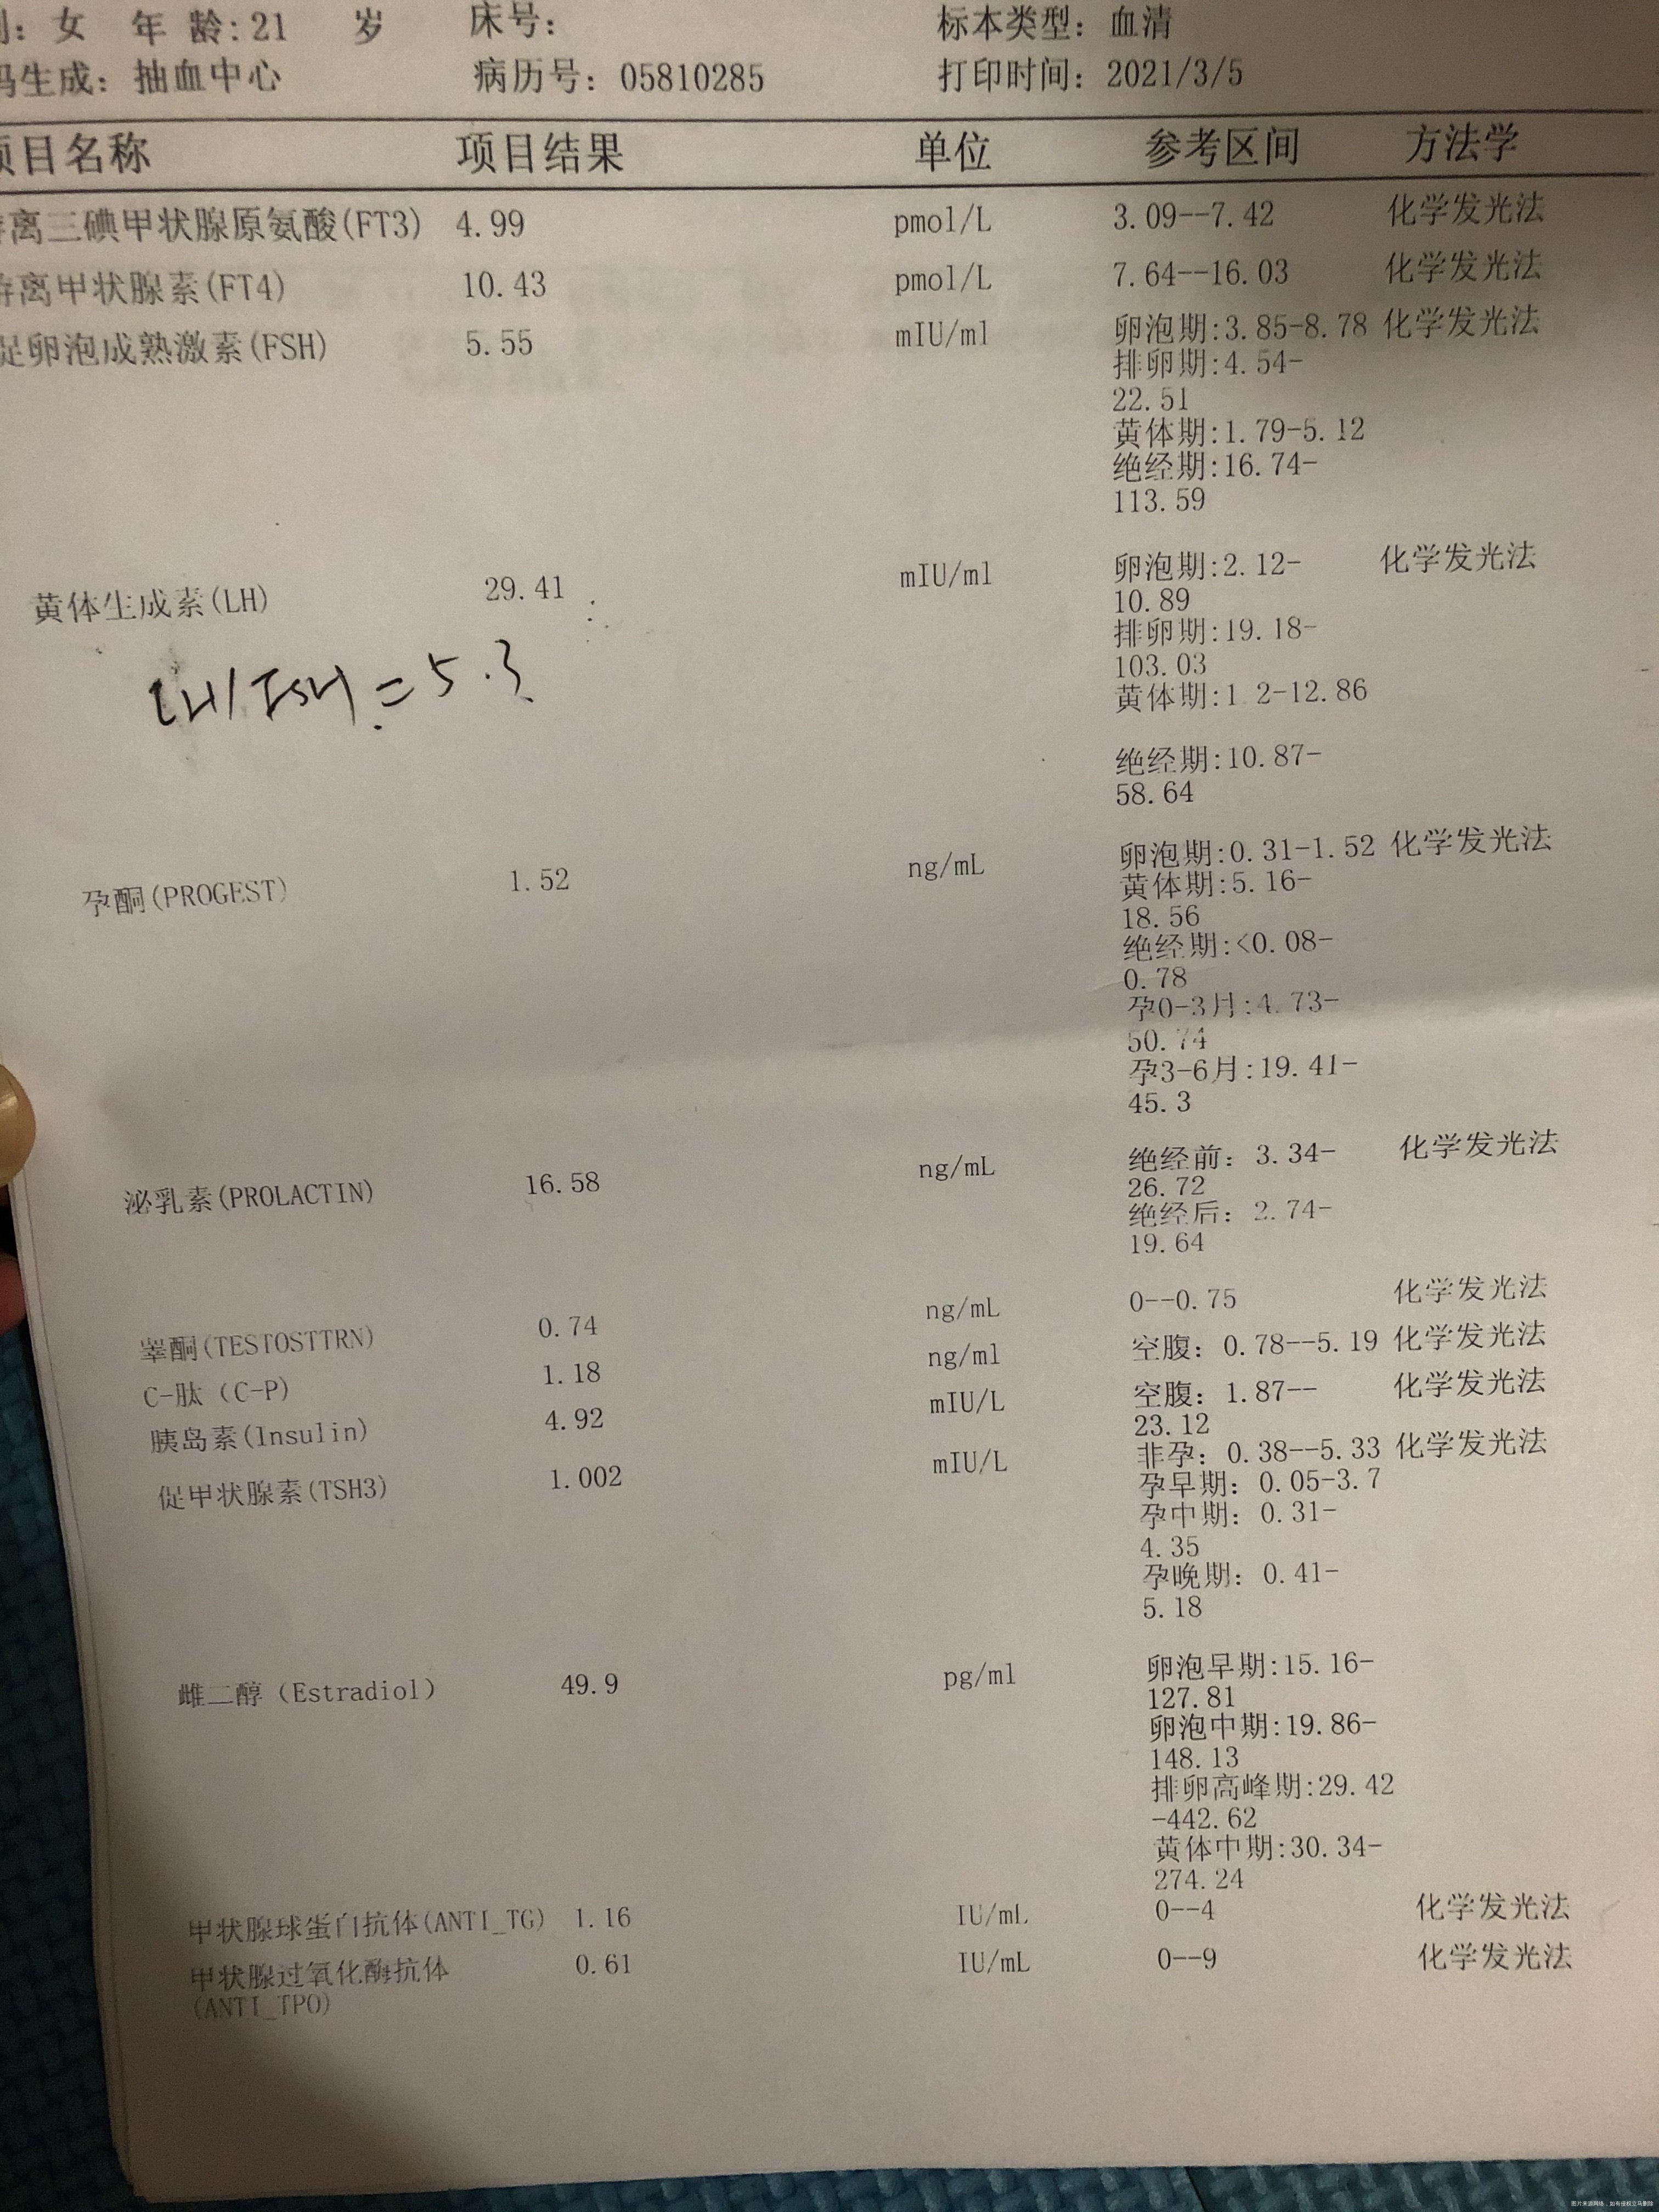 别：女 年 龄:21 岁 床号： 标本类型：血清
码生成：抽血中心 病历号：05810285 打印时间：2021/3/5
项目名称 项目结果 单位 参考区间 方法学
游离三碘甲状腺原氨酸(FT3) 4.99 pmol/L 3.09--7.42 化学发光法
游离甲状腺素(FT4) 10.43 pmol/L 7.64--16.03 化学发光法
促卵泡成熟激素(FSH) 5.55 mIU/ml 卵泡期:3.85-8.78 化学发光法
排卵期:4.54-
22.51
黄体期:1.79-5.12
绝经期:16.74-
113.59
黄体生成素(LH) 29.41 mIU/ml 卵泡期:2.12- 化学发光法
10.89
排卵期:19.18-
103.03
LH/FSH = 5.3 黄体期:1 2-12.86
绝经期:10.87-
58.64
孕酮(PROGEST) 1.52 ng/mL 卵泡期:0.31-1.52 化学发光法
黄体期:5.16-
18.56
绝经期:<0.08-
0.78
孕0-3月:4.73-
50.74
孕3-6月:19.41-
45.3
泌乳素(PROLACTIN) 16.58 ng/mL 绝经前：3.34- 化学发光法
26.72
绝经后：2.74-
19.64
睾酮(TESTOSTTRN) 0.74 ng/mL 0--0.75 化学发光法
C-肽（C-P） 1.18 ng/ml 空腹：0.78--5.19 化学发光法
胰岛素(Insulin) 4.92 mIU/L 空腹：1.87-- 化学发光法
23.12
促甲状腺素(TSH3) 1.002 mIU/L 非孕：0.38--5.33 化学发光法
孕早期：0.05-3.7
孕中期：0.31-
4.35
孕晚期：0.41-
5.18
雌二醇（Estradiol） 49.9 pg/ml 卵泡早期:15.16-
127.81
卵泡中期:19.86-
148.13
排卵高峰期:29.42
-442.62
黄体中期:30.34-
274.24
甲状腺球蛋白抗体(ANTI_TG) 1.16 IU/mL 0--4 化学发光法
甲状腺过氧化酶抗体 0.61 IU/mL 0--9 化学发光法
(ANTI_TPO)
图片来源网络，如有侵权立马删除